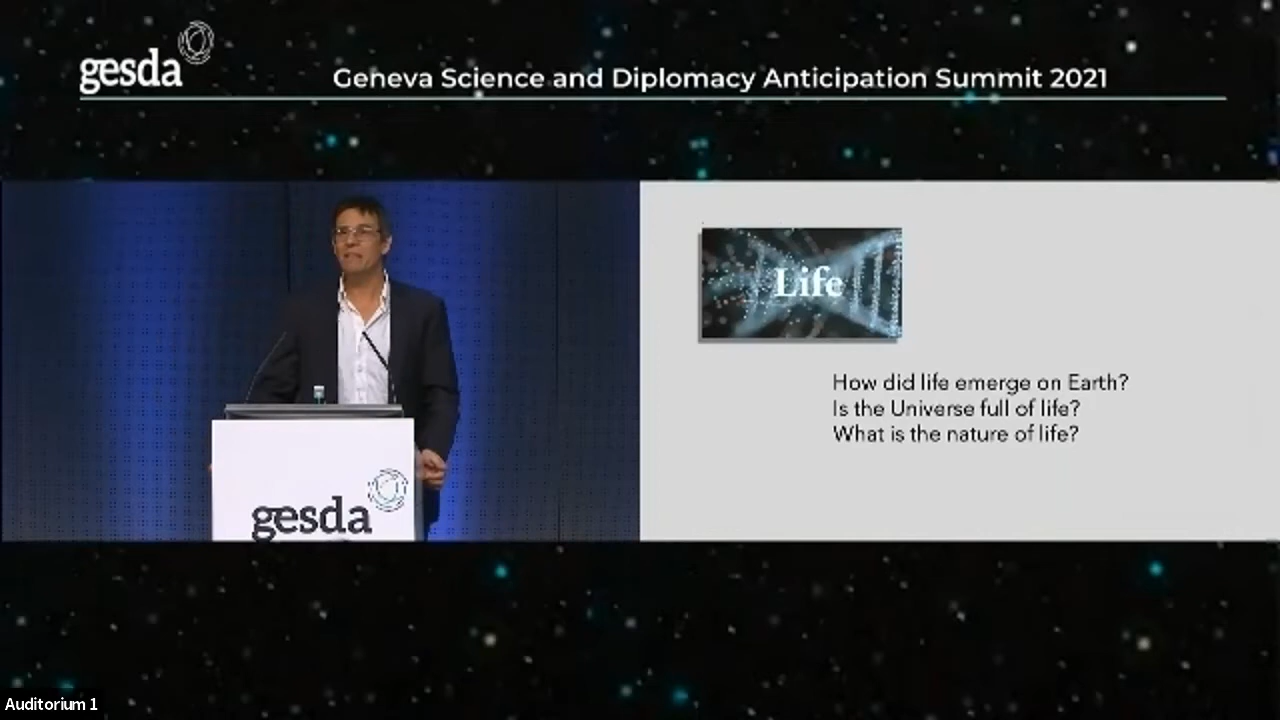 gesda
Geneva Science and Diplomacy Anticipation Summit 2021
Life
How did life emerge on Earth?
Is the Universe full of life?
What is the nature of life?
gesda
Auditorium 1